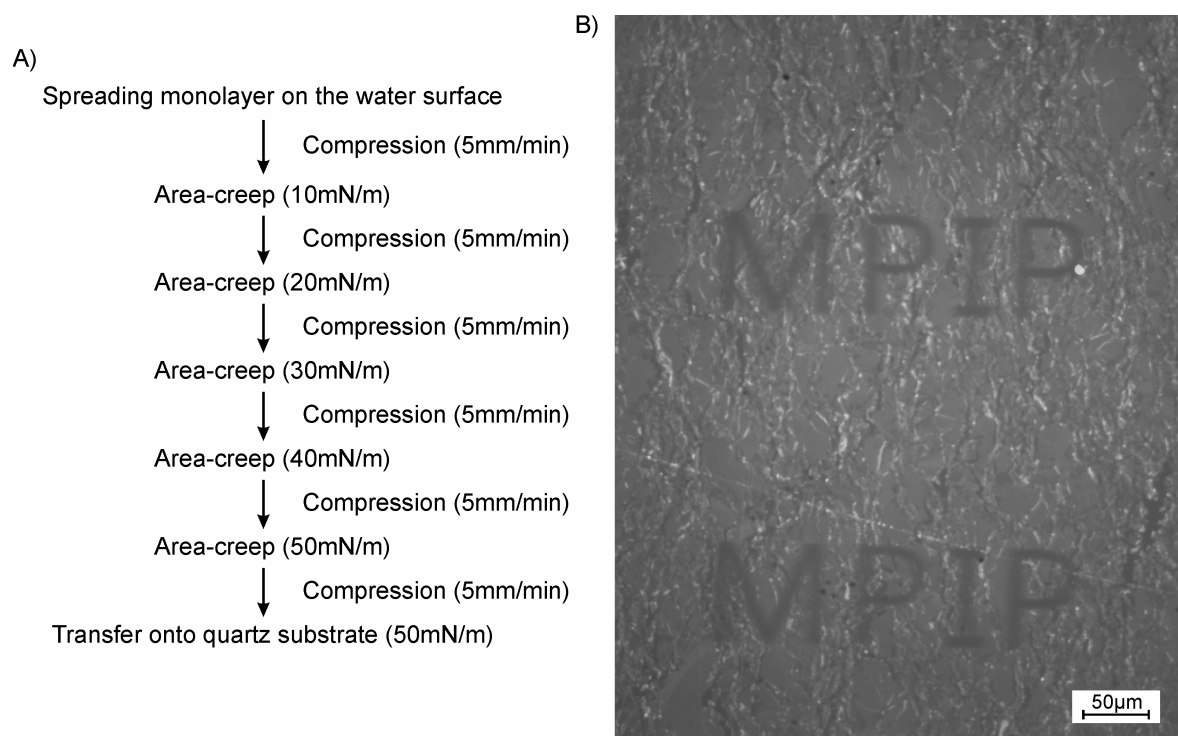 A)
Spreading monolayer on the water surface
Compression (5mm/min)
Area-creep (10mN/m)
Compression (5mm/min)
Area-creep (20mN/m)
Compression (5mm/min)
Area-creep (30mN/m)
Compression (5mm/min)
Area-creep (40mN/m)
Compression (5mm/min)
Area-creep (50mN/m)
Compression (5mm/min)
Transfer onto quartz substrate (50mN/m)
B)
MPIP
MPIP
50µm